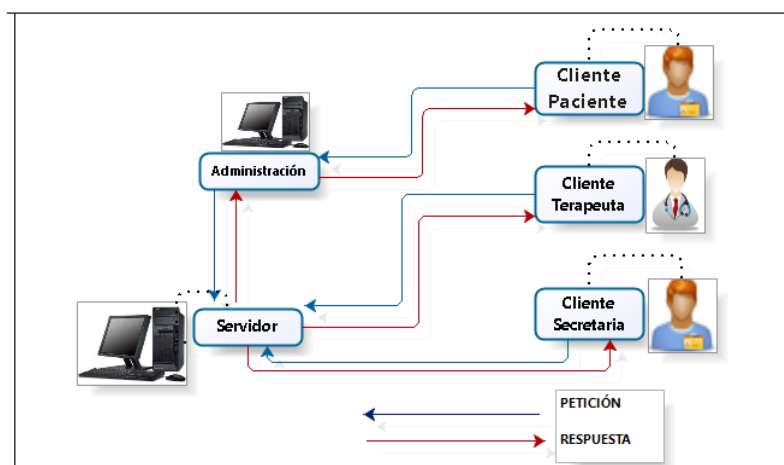 Cliente
Paciente
Administración
Cliente
Terapeuta
Servidor
Cliente
Secretaria
PETICIÓN
RESPUESTA